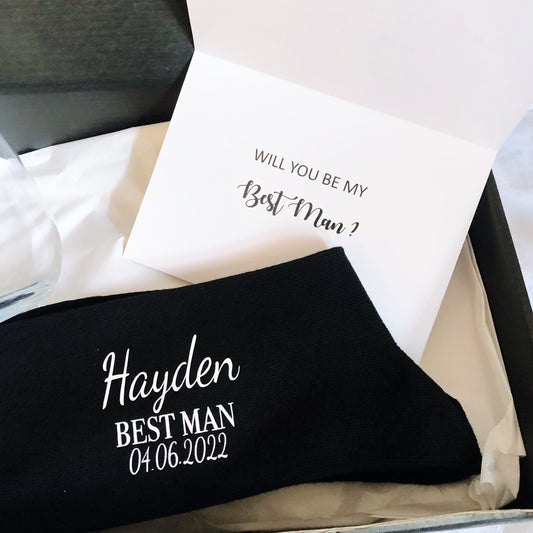 WILL YOU BE MY
Best Man?
Hayden
BEST MAN
04.06.2022